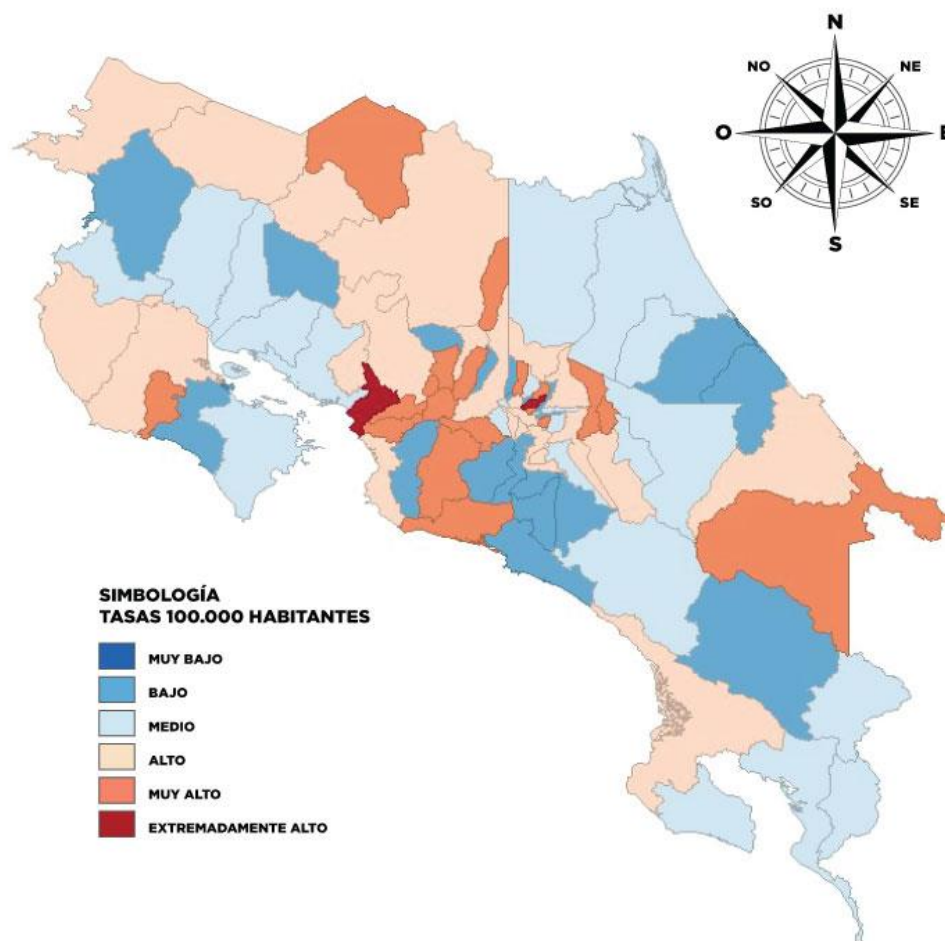 N
NO
NE
O
E
SO
SE
S
SIMBOLOGÍA
TASAS 100.000 HABITANTES
MUY BAJO
BAJO
MEDIO
ALTO
MUY ALTO
EXTREMADAMENTE ALTO